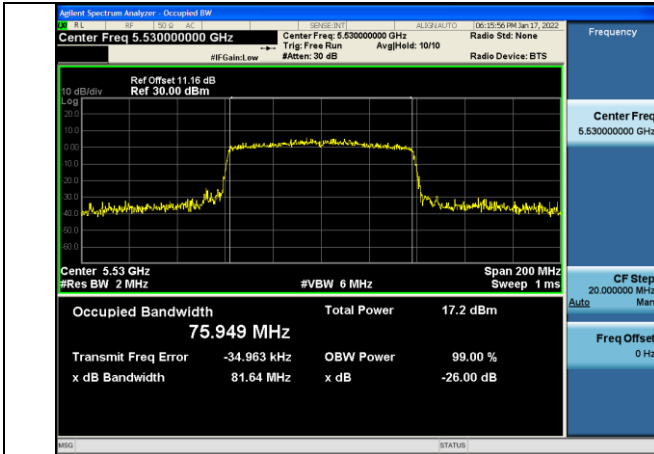 Agilent Spectrum Analyzer - Occupied BW
RL RF 50 Ω AC SENSE:INT ALIGNAUTO 06:15:56 PM Jan 17, 2022
Center Freq 5.530000000 GHz
Center Freq: 5.530000000 GHz
Radio Std: None
Trig: Free Run Avg|Hold: 10/10
#IFGain:Low
#Atten: 30 dB
Radio Device: BTS
Ref Offset 11.16 dB
10 dB/div Ref 30.00 dBm
Log
20.0
10.0
0.00
-10.0
-20.0
-30.0
-40.0
-50.0
-60.0
Center 5.53 GHz Span 200 MHz
#Res BW 2 MHz #VBW 6 MHz Sweep 1 ms
Occupied Bandwidth Total Power 17.2 dBm
75.949 MHz
Transmit Freq Error -34.963 kHz OBW Power 99.00 %
x dB Bandwidth 81.64 MHz x dB -26.00 dB
MSG STATUS
Frequency
Center Freq
5.530000000 GHz
CF Step
20.000000 MHz
Auto Man
Freq Offset
0 Hz